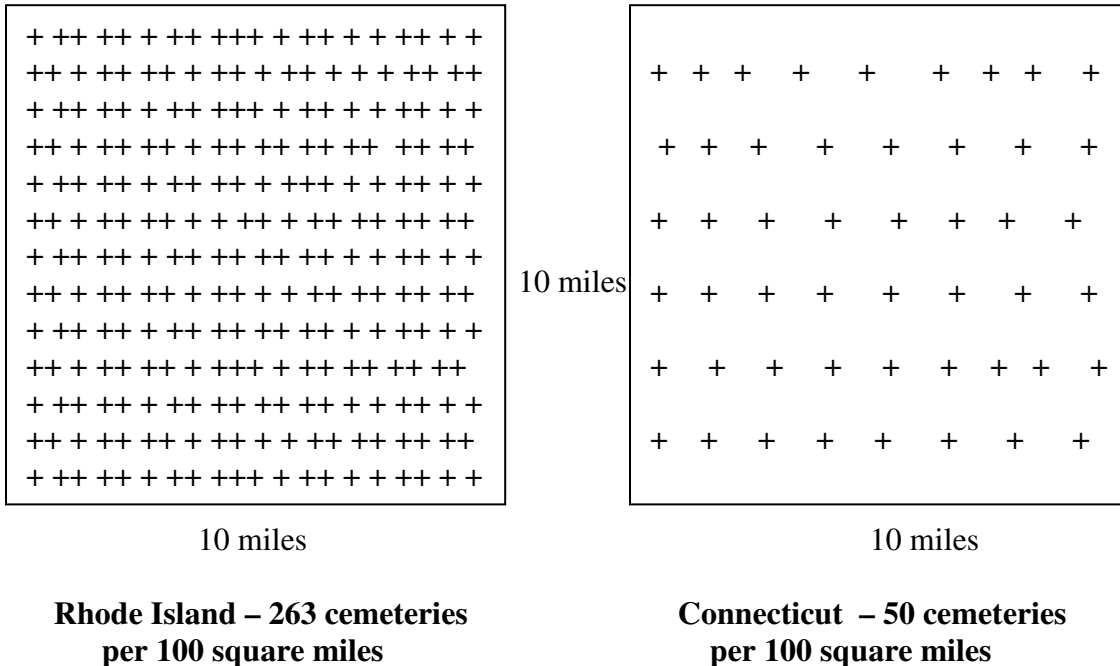 10 miles
10 miles
10 miles
Rhode Island – 263 cemeteries
per 100 square miles
Connecticut – 50 cemeteries
per 100 square miles